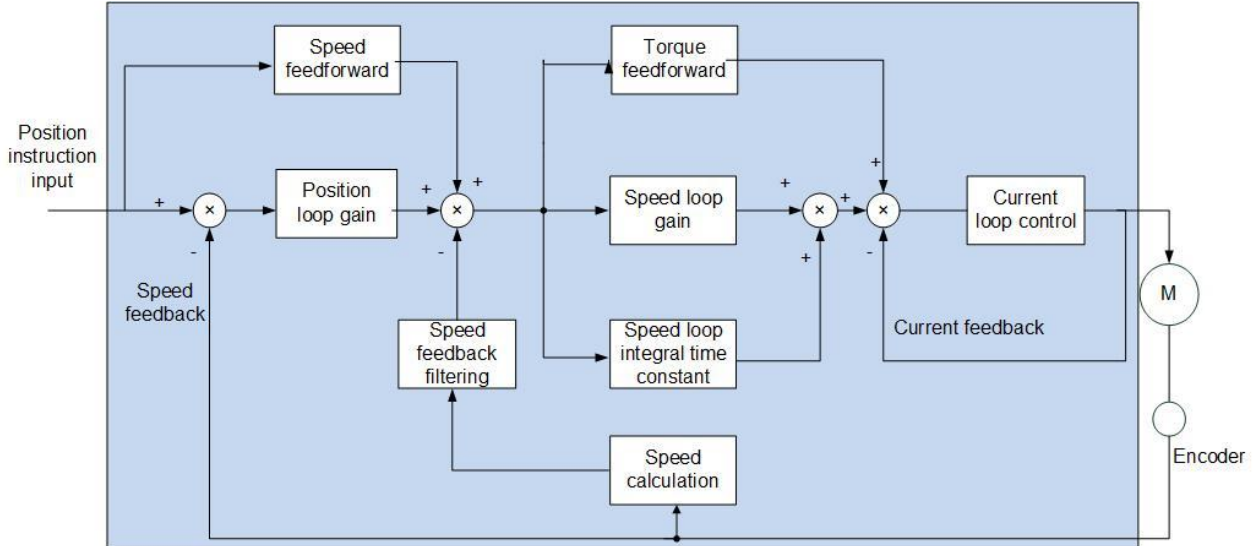 Speed
feedforward
Torque
feedforward
Position
instruction
input
+
×
-
Position
loop gain
+
+
×
-
Speed loop
gain
+
×
+
+
+
×
-
Current
loop control
Speed
feedback
M
Speed
feedback
filtering
Speed loop
integral time
constant
Current feedback
Speed
calculation
Encoder